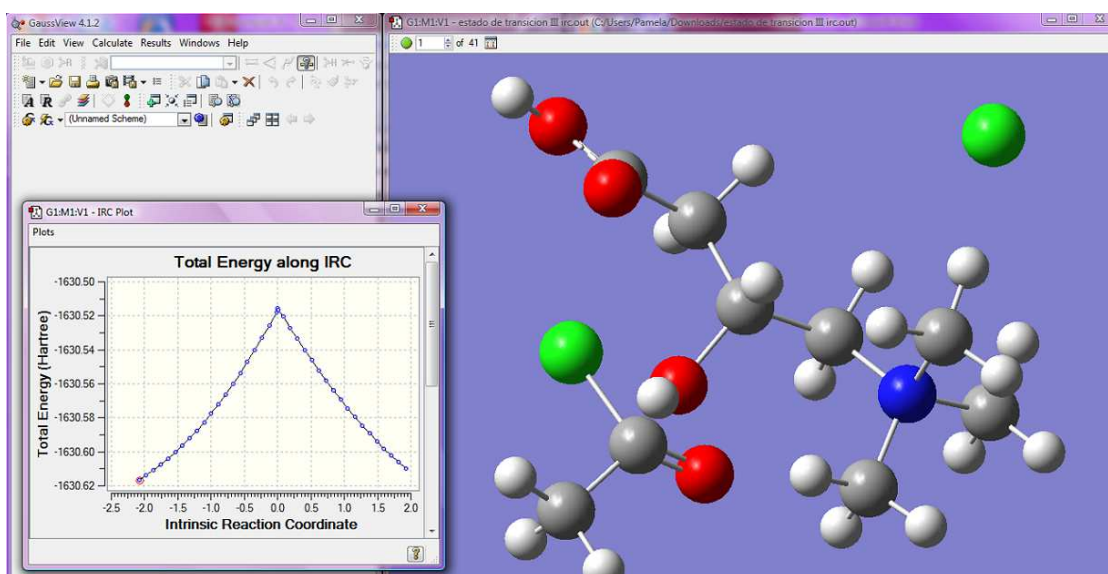 GaussView 4.1.2
File Edit View Calculate Results Windows Help
(Unnamed Scheme)
G1:M1:V1 - estado de transicion III irc.out (C:/Users/Pamela/Downloads/estado de transicion III irc.out)
1 of 41
G1:M1:V1 - IRC Plot
Plots
Total Energy along IRC
Total Energy (Hartree)
-1630.50
-1630.52
-1630.54
-1630.56
-1630.58
-1630.60
-1630.62
-2.5 -2.0 -1.5 -1.0 -0.5 0.0 0.5 1.0 1.5 2.0
Intrinsic Reaction Coordinate